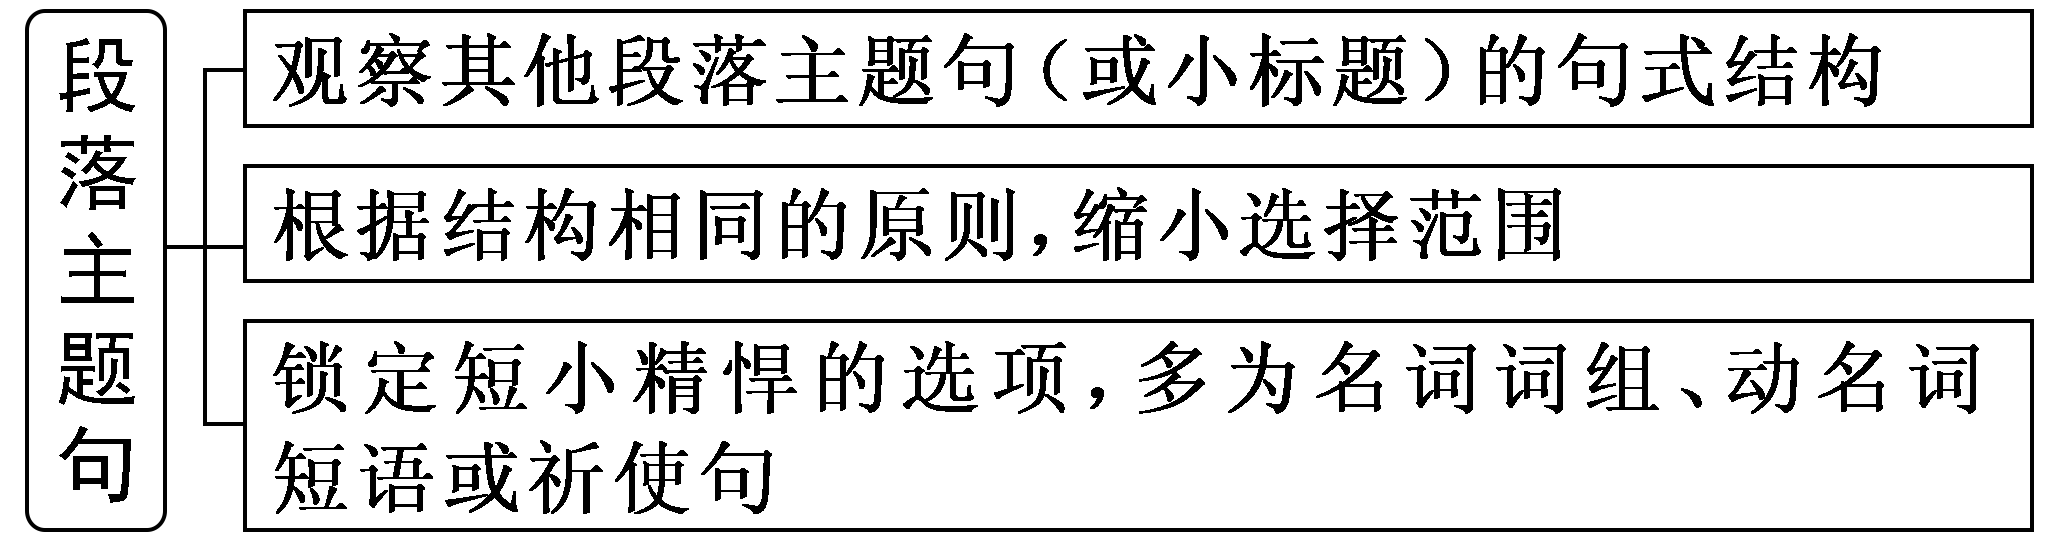 段落主题句
观察其他段落主题句(或小标题)的句式结构
根据结构相同的原则,缩小选择范围
锁定短小精悍的选项,多为名词词组、动名词
短语或祈使句